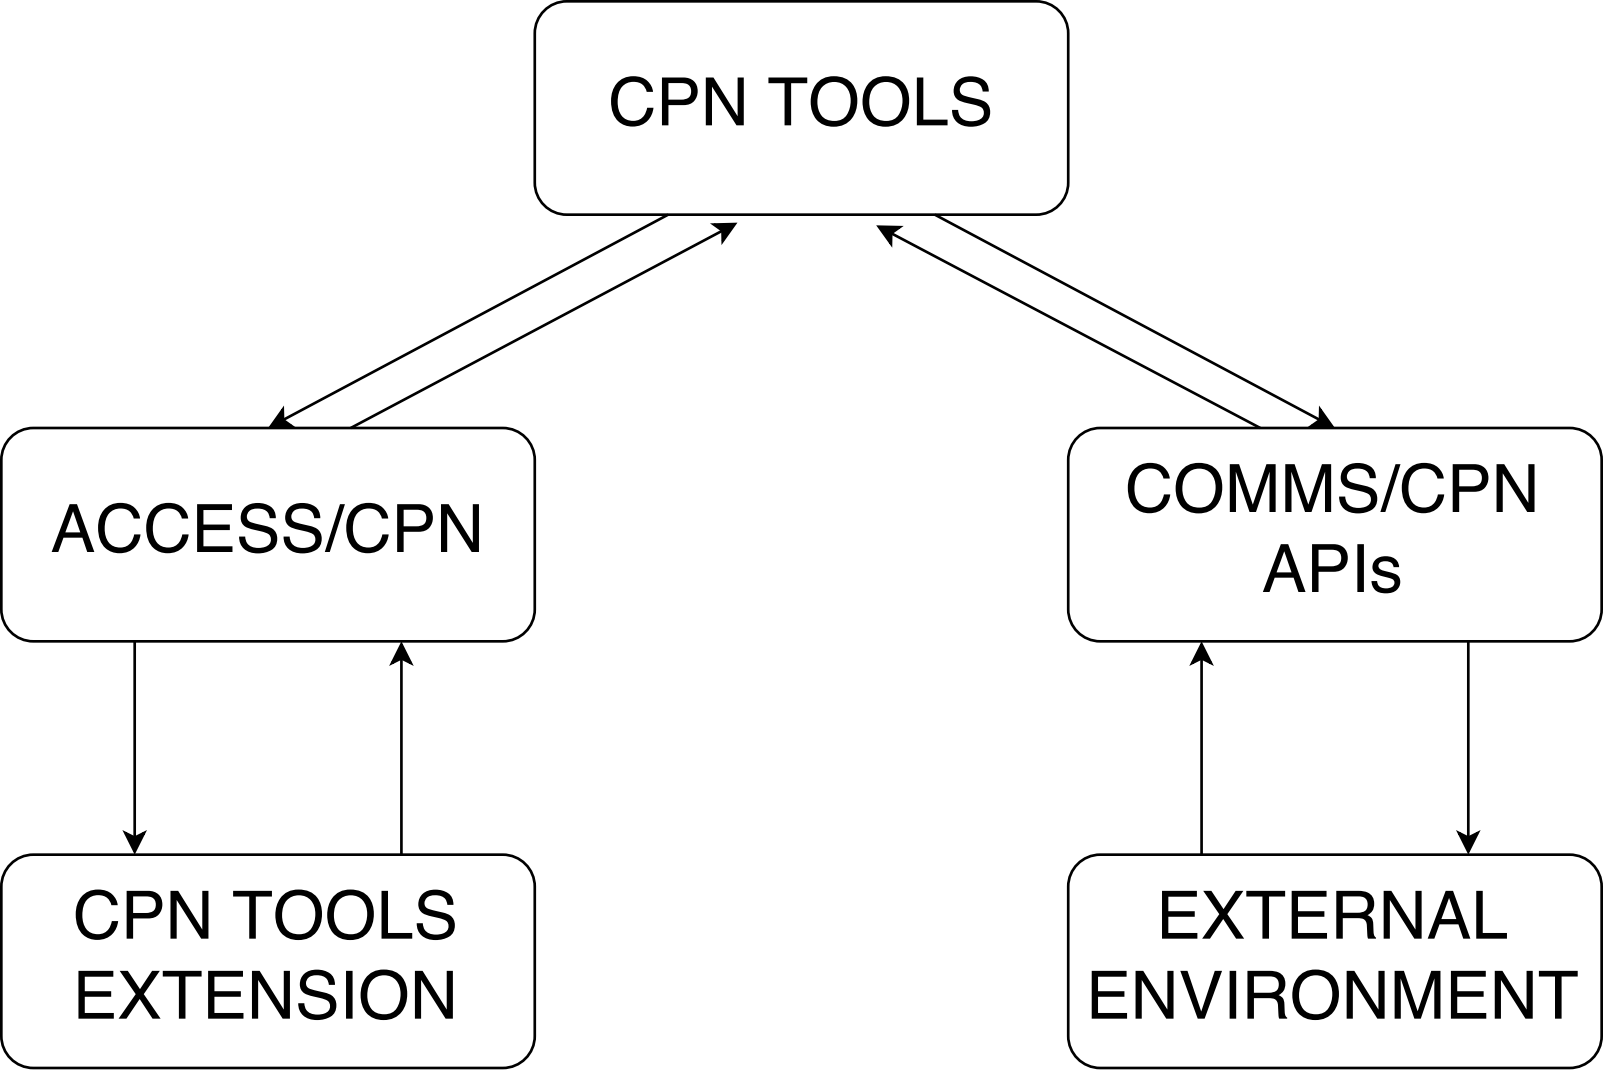 CPN TOOLS
ACCESS/CPN
COMMS/CPN
APIs
CPN TOOLS
EXTENSION
EXTERNAL
ENVIRONMENT